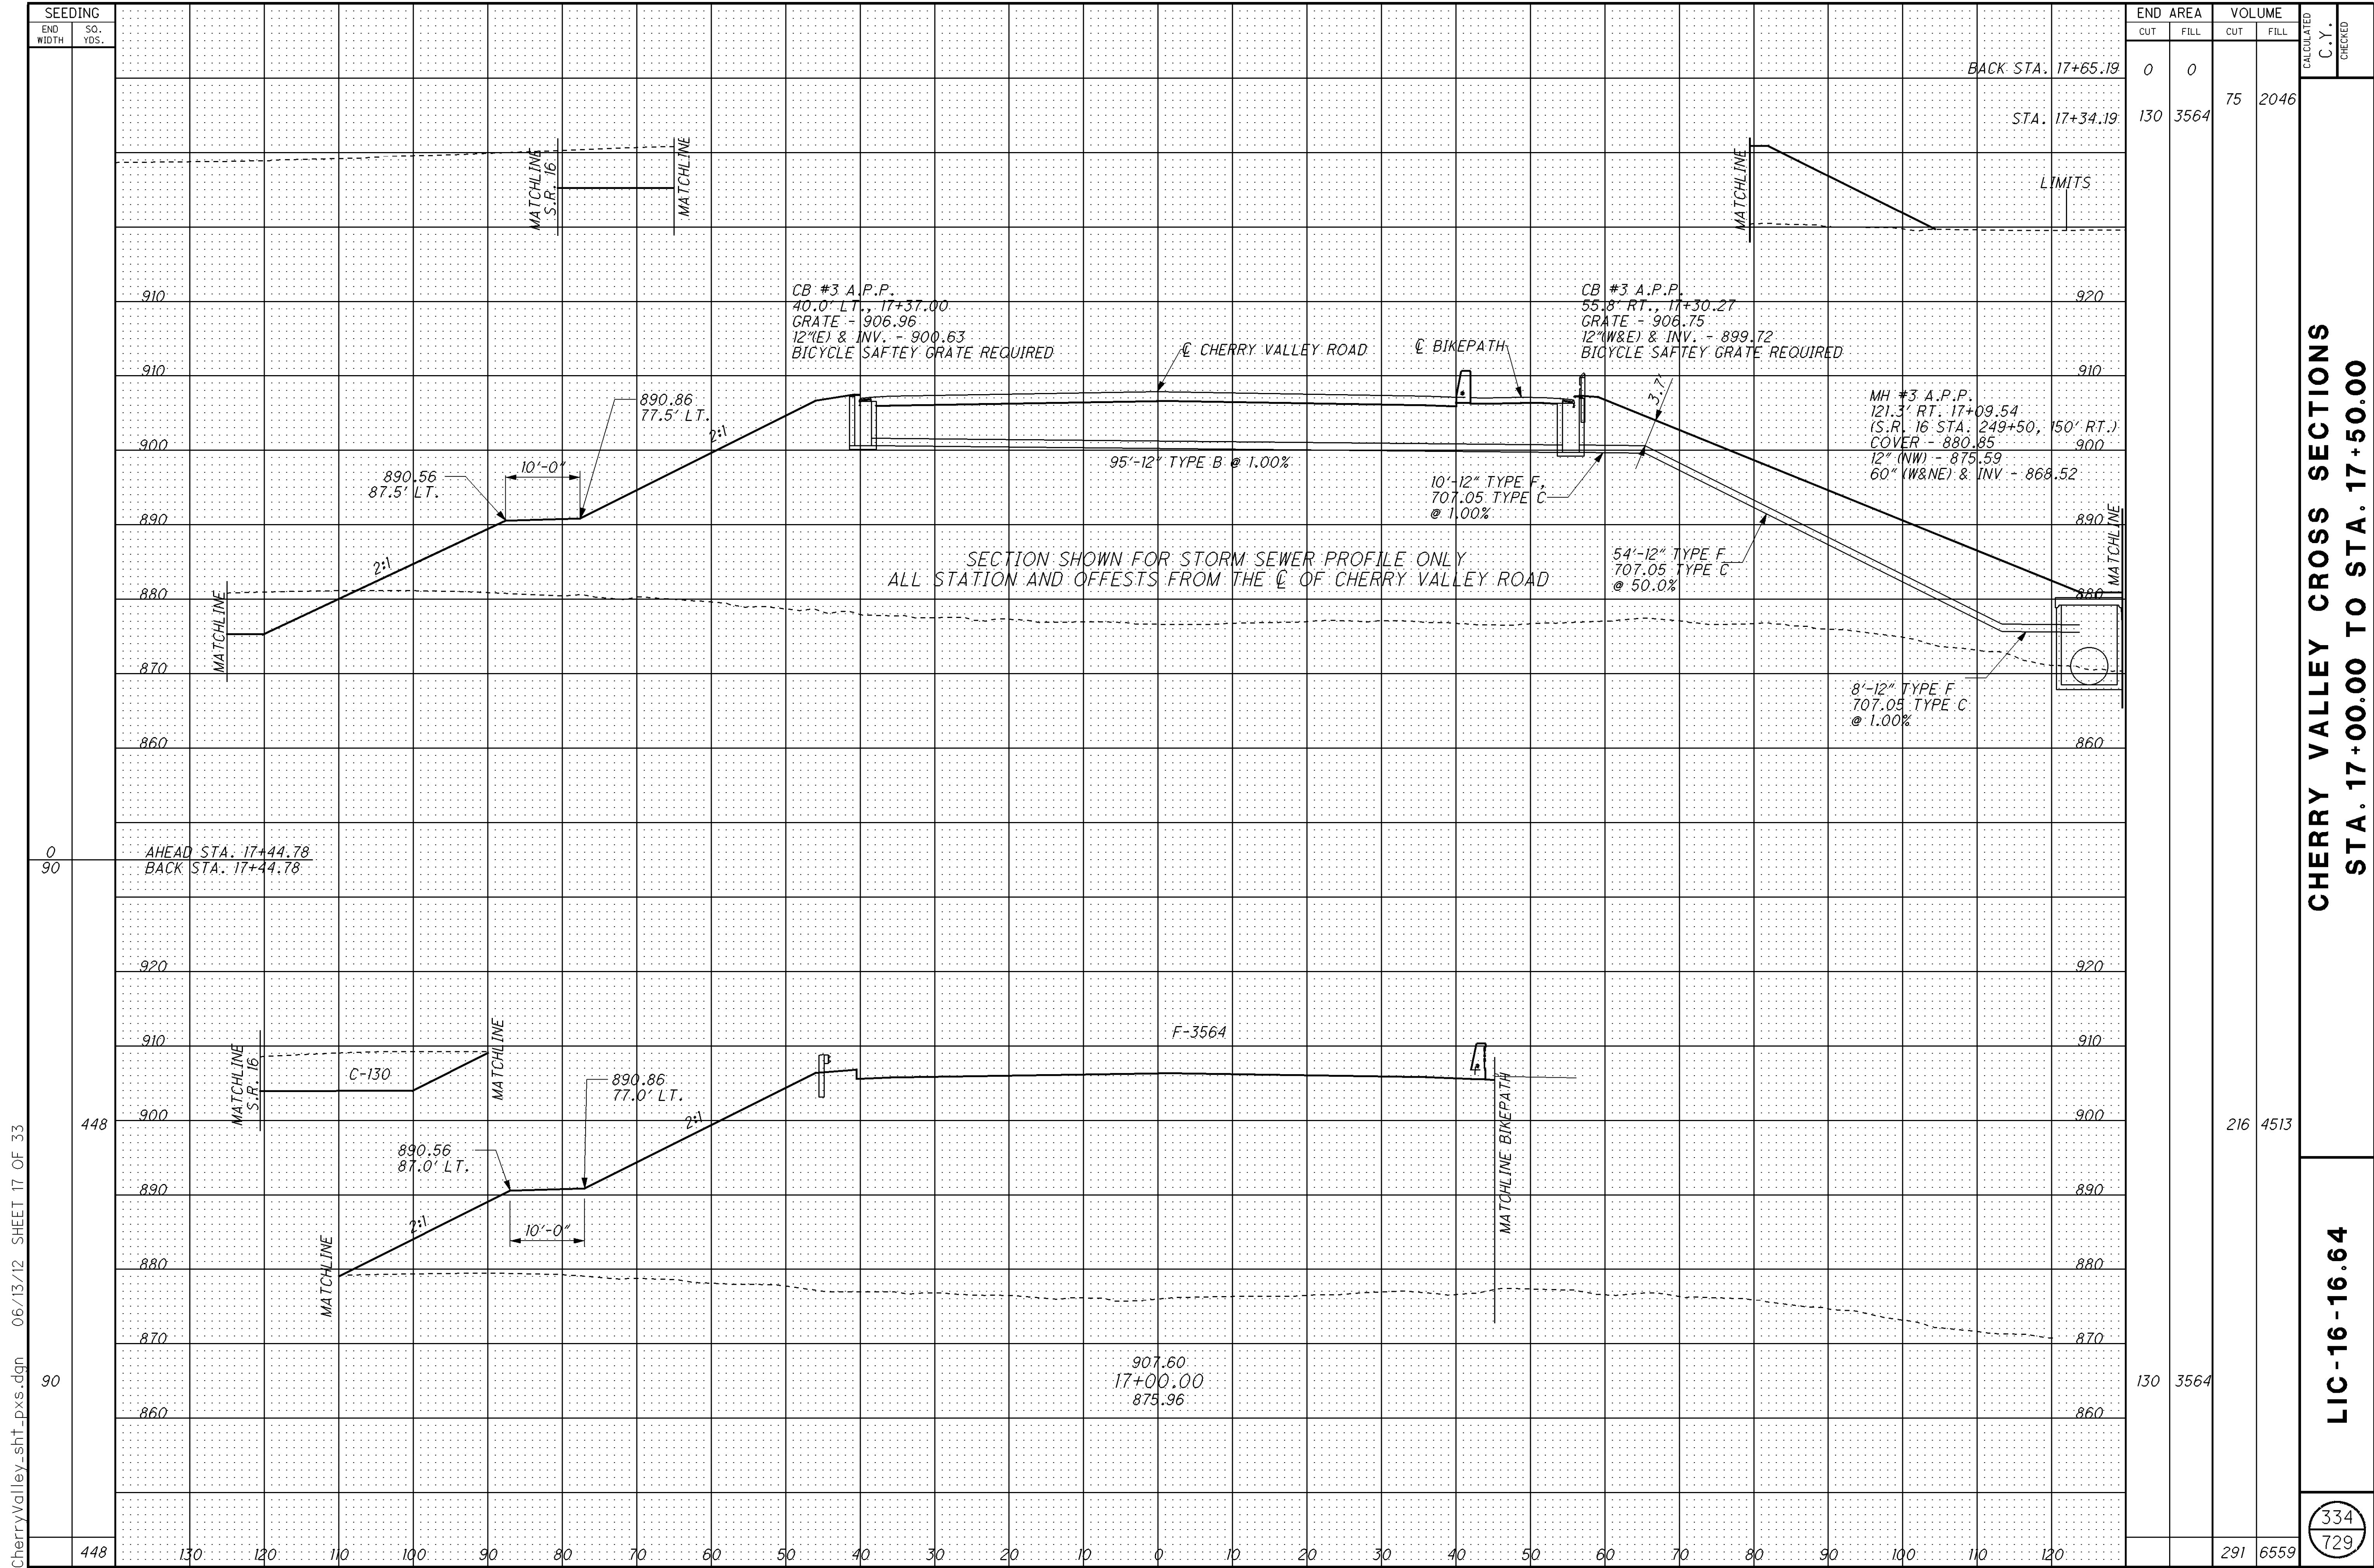 SEEDING
END WIDTH
SQ. YDS.
END AREA
VOLUME
CUT
FILL
CUT
FILL
CALCULATED
C.Y.
CHECKED
BACK STA. 17+65.19
0
0
75
2046
STA. 17+34.19
130
3564
MATCHLINE
S.R. 16
MATCHLINE
MATCHLINE
LIMITS
910
920
CB #3 A.P.P.
40.0' LT., 17+37.00
GRATE - 906.96
12"(E) & INV. - 900.63
BICYCLE SAFTEY GRATE REQUIRED
CB #3 A.P.P.
55.8' RT., 17+30.27
GRATE - 906.75
12"(W&E) & INV. - 899.72
BICYCLE SAFTEY GRATE REQUIRED
℄ CHERRY VALLEY ROAD
℄ BIKEPATH
910
910
3.7'
MH #3 A.P.P.
121.3' RT. 17+09.54
(S.R. 16 STA. 249+50, 150' RT.)
COVER - 880.85
12" (NW) - 875.59
60" (W&NE) & INV - 868.52
890.86
77.5' LT.
2:1
900
900
95'-12" TYPE B @ 1.00%
10'-0"
890.56
87.5' LT.
10'-12" TYPE F,
707.05 TYPE C
@ 1.00%
890
890
MATCHLINE
SECTION SHOWN FOR STORM SEWER PROFILE ONLY
ALL STATION AND OFFESTS FROM THE ℄ OF CHERRY VALLEY ROAD
54'-12" TYPE F
707.05 TYPE C
@ 50.0%
2:1
880
880
MATCHLINE
870
8'-12" TYPE F
707.05 TYPE C
@ 1.00%
860
860
0
90
AHEAD STA. 17+44.78
BACK STA. 17+44.78
920
920
F-3564
910
910
MATCHLINE
S.R. 16
C-130
MATCHLINE
890.86
77.0' LT.
2:1
900
900
448
216
4513
890.56
87.0' LT.
MATCHLINE BIKEPATH
890
890
2:1
10'-0"
MATCHLINE
880
880
870
870
907.60
17+00.00
875.96
90
130
3564
860
860
448
130
120
110
100
90
80
70
60
50
40
30
20
10
0
10
20
30
40
50
60
70
80
90
100
110
120
291
6559
CHERRY VALLEY CROSS SECTIONS
STA. 17+00.00 TO STA. 17+50.00
LIC-16-16.64
334
729
CherryValley_sht_pxs.dgn 06/13/12 SHEET 17 OF 33